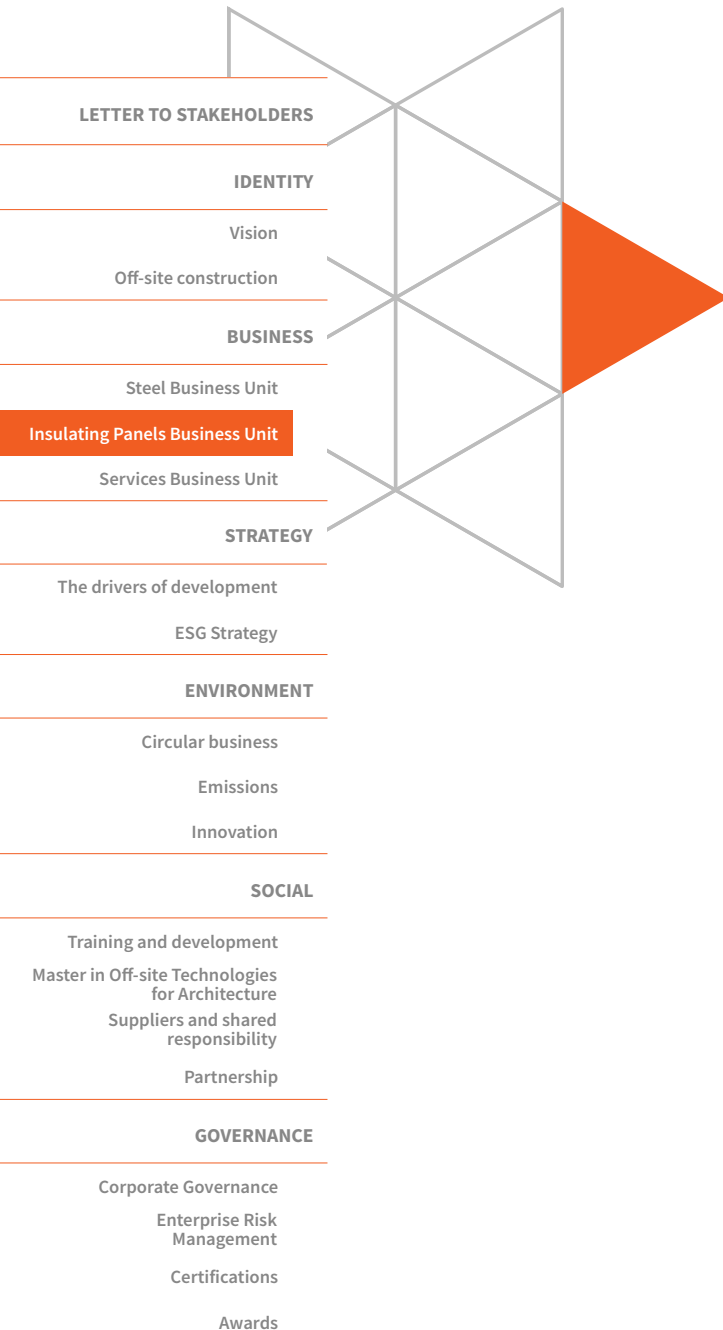 LETTER TO STAKEHOLDERS
IDENTITY
Vision
Off-site construction
BUSINESS
Steel Business Unit
Insulating Panels Business Unit
Services Business Unit
STRATEGY
The drivers of development
ESG Strategy
ENVIRONMENT
Circular business
Emissions
Innovation
SOCIAL
Training and development
Master in Off-site Technologies
for Architecture
Suppliers and shared
responsibility
Partnership
GOVERNANCE
Corporate Governance
Enterprise Risk
Management
Certifications
Awards